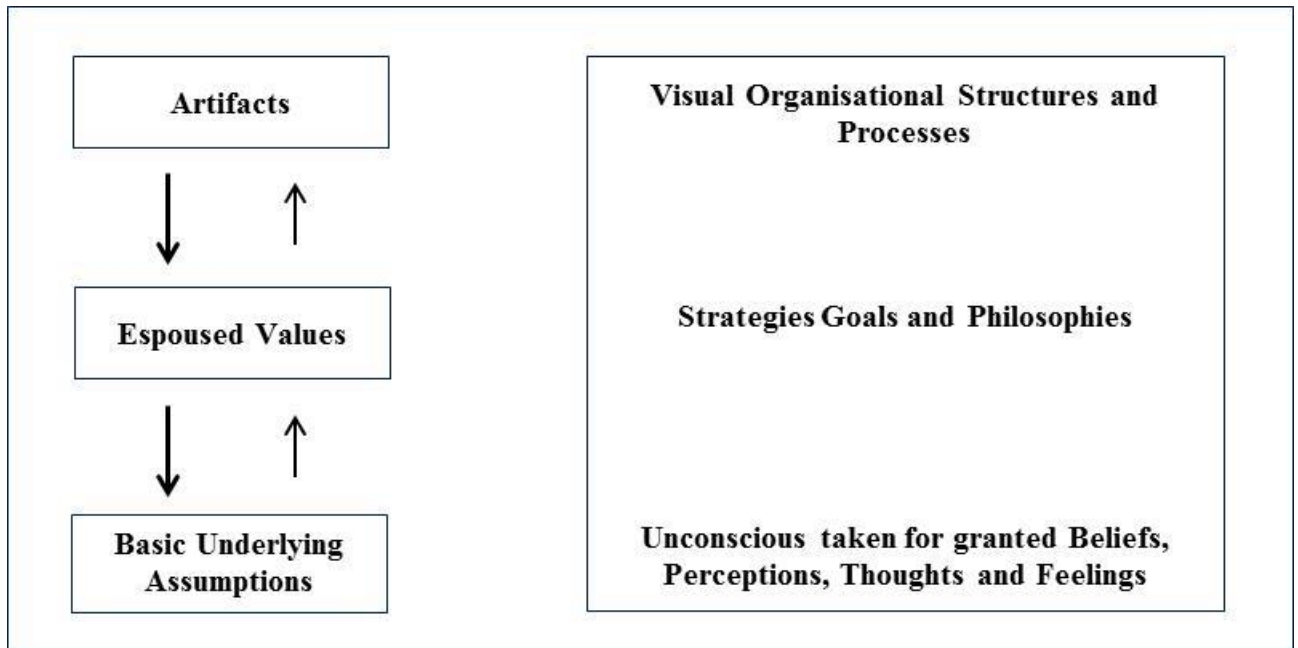 Artifacts
Visual Organisational Structures and
Processes
Espoused Values
Strategies Goals and Philosophies
Basic Underlying
Assumptions
Unconscious taken for granted Beliefs,
Perceptions, Thoughts and Feelings